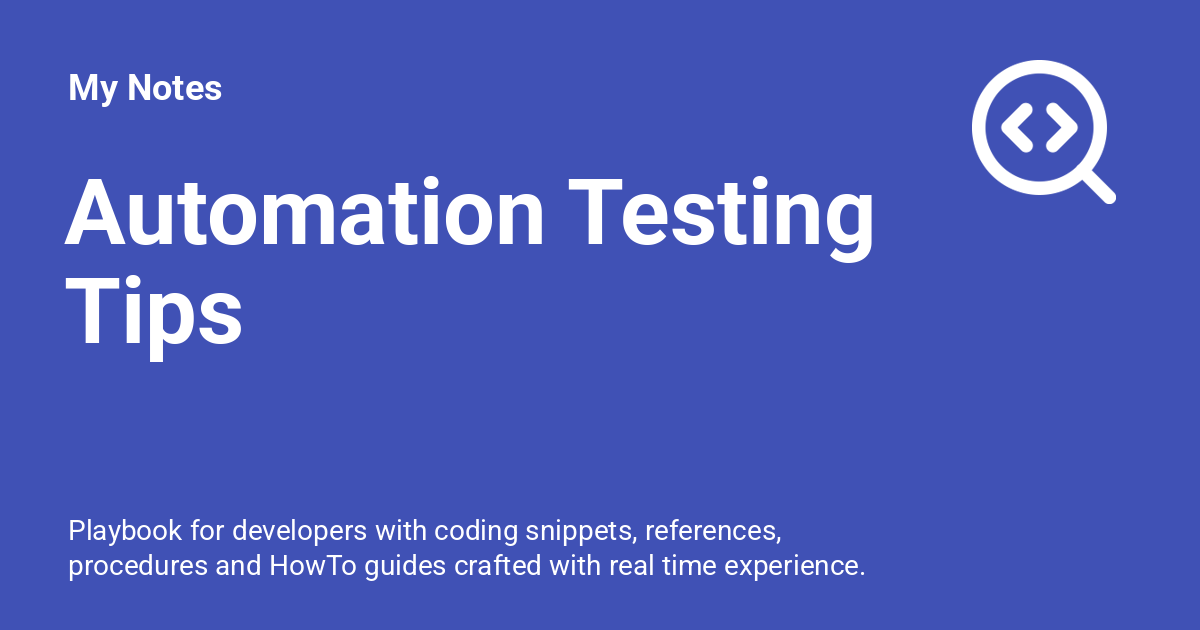 My Notes
Automation Testing
Tips
Playbook for developers with coding snippets, references,
procedures and HowTo guides crafted with real time experience.